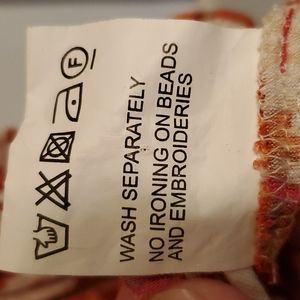 F
WASH SEPARATELY
NO IRONING ON BEADS
AND EMBROIDERIES